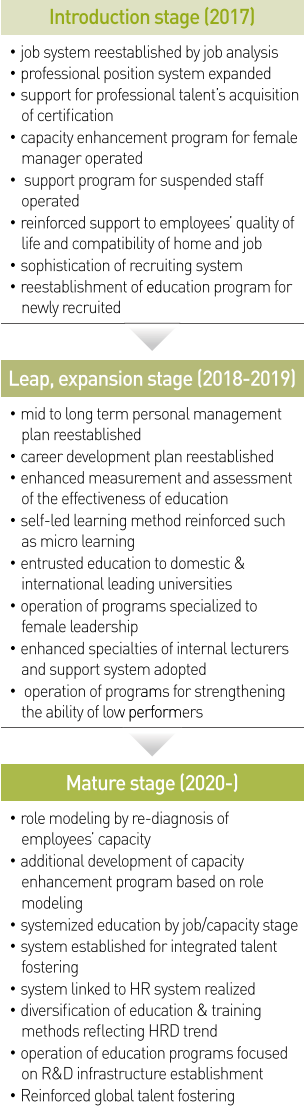 Introduction stage (2017)
• job system reestablished by job analysis
• professional position system expanded
• support for professional talent's acquisition
of certification
• capacity enhancement program for female
manager operated
• support program for suspended staff
operated
• reinforced support to employees' quality of
life and compatibility of home and job
• sophistication of recruiting system
• reestablishment of education program for
newly recruited
Leap, expansion stage (2018-2019)
• mid to long term personal management
plan reestablished
• career development plan reestablished
• enhanced measurement and assessment
of the effectiveness of education
• self-led learning method reinforced such
as micro learning
• entrusted education to domestic &
international leading universities
• operation of programs specialized to
female leadership
• enhanced specialties of internal lecturers
and support system adopted
• operation of programs for strengthening
the ability of low performers
Mature stage (2020-)
• role modeling by re-diagnosis of
employees' capacity
• additional development of capacity
enhancement program based on role
modeling
• systemized education by job/capacity stage
• system established for integrated talent
fostering
• system linked to HR system realized
• diversification of education & training
methods reflecting HRD trend
• operation of education programs focused
on R&D infrastructure establishment
• Reinforced global talent fostering